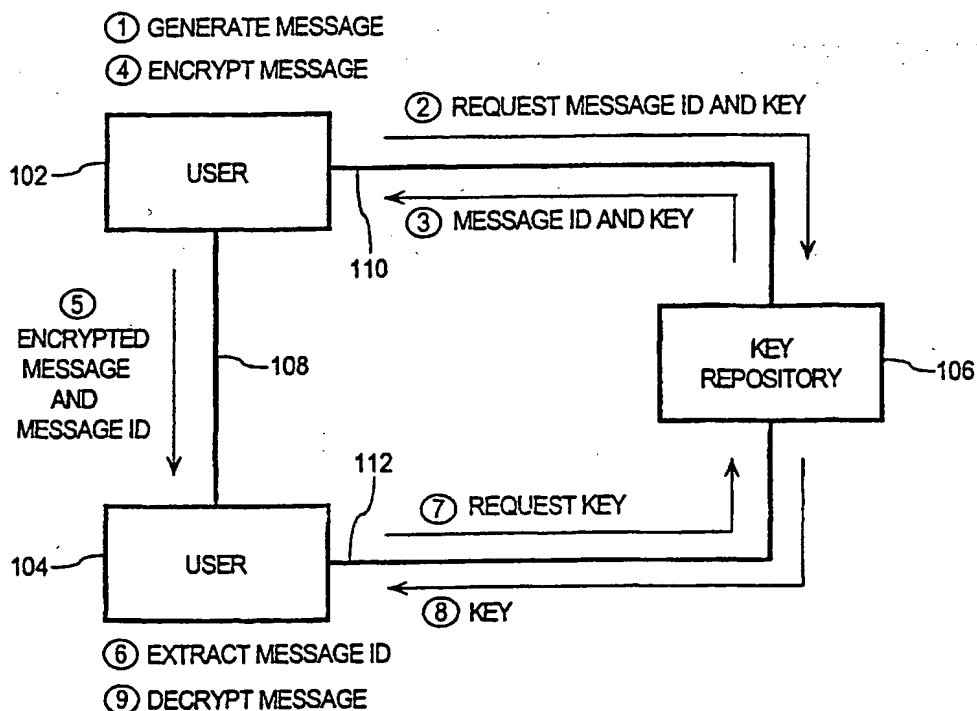 ① GENERATE MESSAGE
④ ENCRYPT MESSAGE
② REQUEST MESSAGE ID AND KEY
102
USER
③ MESSAGE ID AND KEY
110
⑤
ENCRYPTED
MESSAGE
AND
MESSAGE ID
108
KEY
REPOSITORY
106
112
⑦ REQUEST KEY
104
USER
⑧ KEY
⑥ EXTRACT MESSAGE ID
⑨ DECRYPT MESSAGE